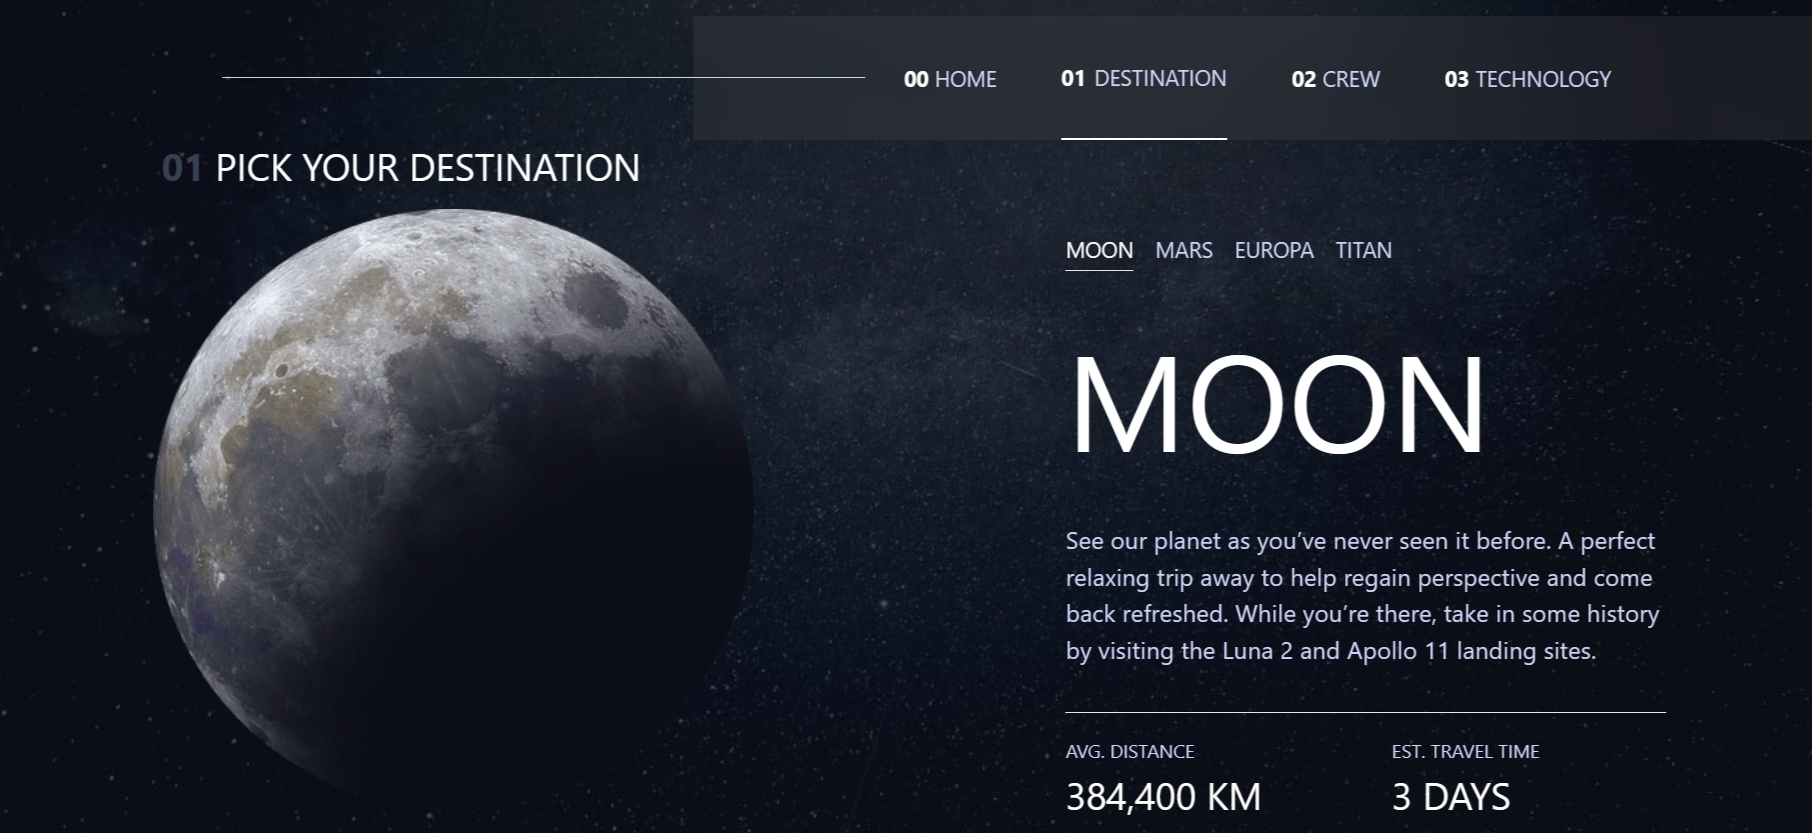 00 HOME
01 DESTINATION
02 CREW
03 TECHNOLOGY
01 PICK YOUR DESTINATION
MOON
MARS
EUROPA
TITAN
MOON
See our planet as you’ve never seen it before. A perfect
relaxing trip away to help regain perspective and come
back refreshed. While you’re there, take in some history
by visiting the Luna 2 and Apollo 11 landing sites.
AVG. DISTANCE
384,400 KM
EST. TRAVEL TIME
3 DAYS